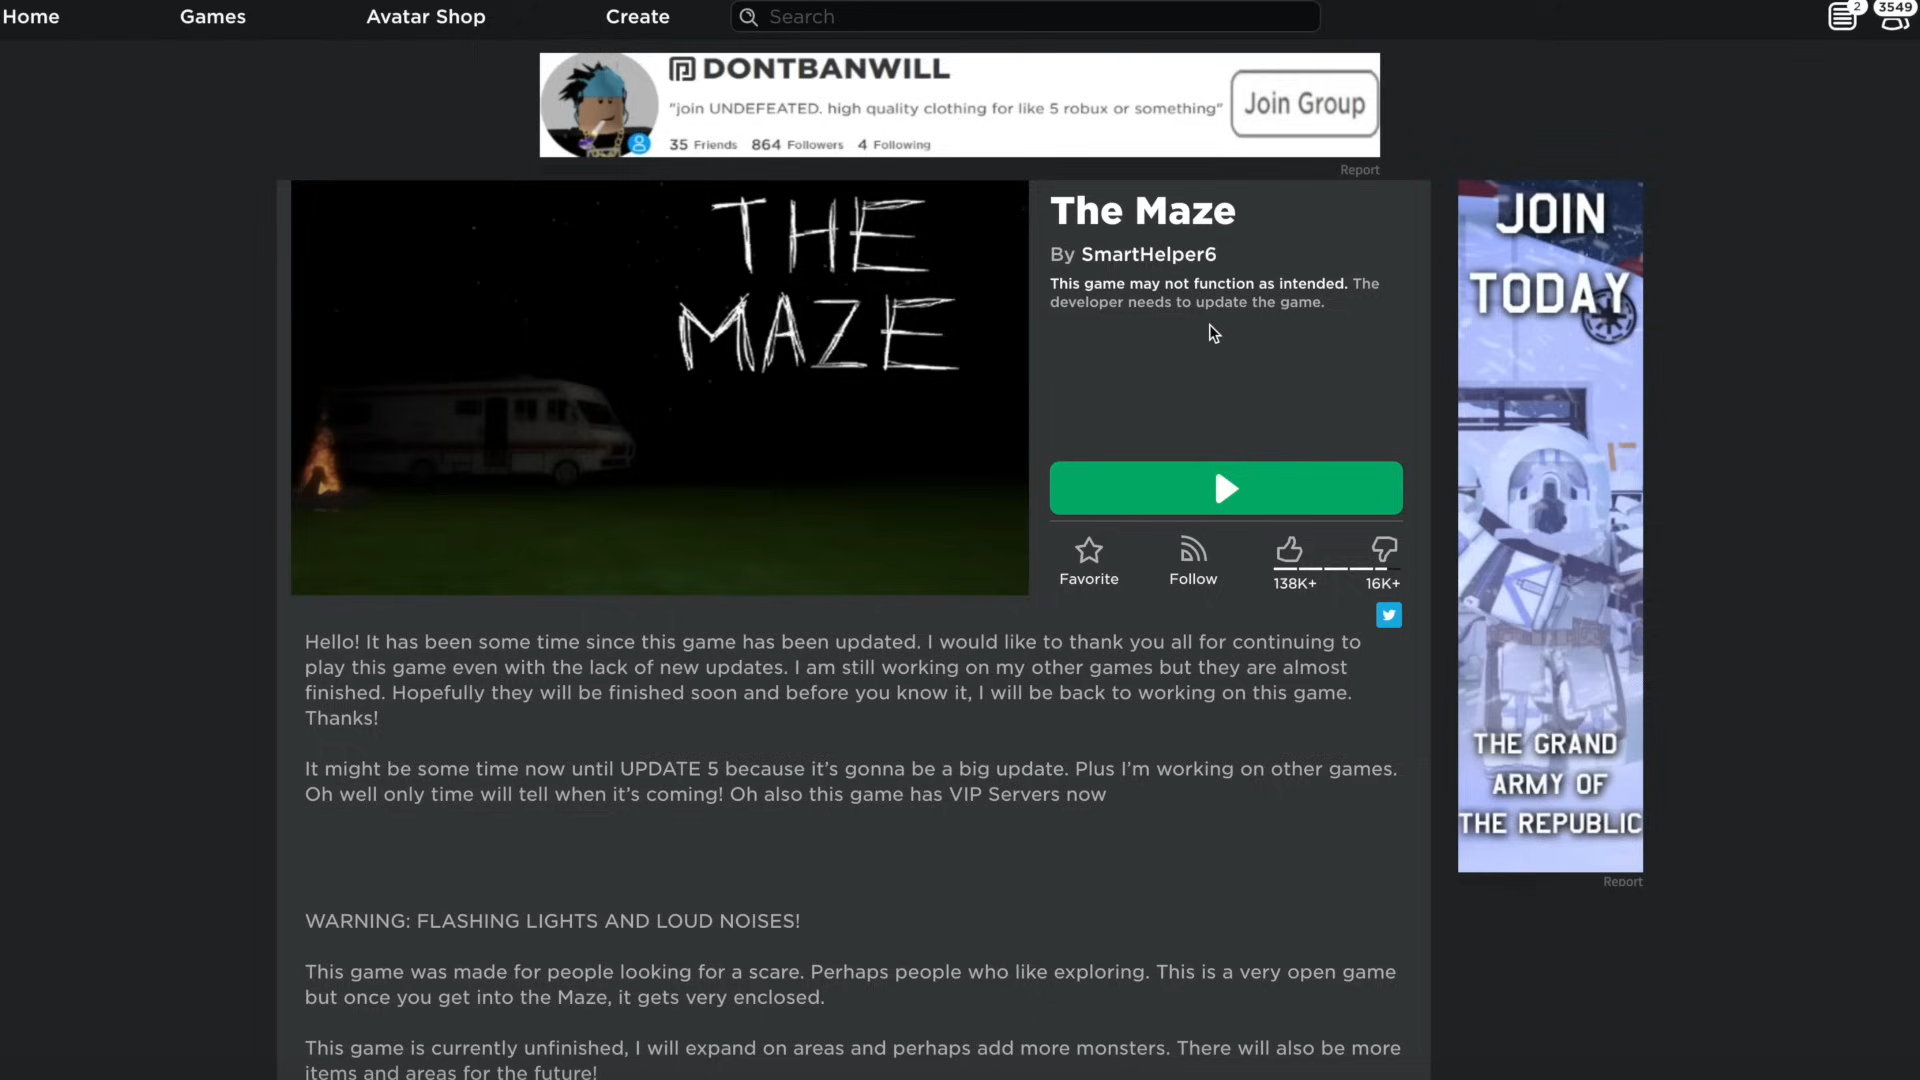 Home Games Avatar Shop Create Search 2 3549
DONTBANWILL
"join UNDEFEATED. high quality clothing for like 5 robux or something"
35 Friends 864 Followers 4 Following
Join Group
Report
THE
MAZE
The Maze
By SmartHelper6
This game may not function as intended. The
developer needs to update the game.
Favorite
Follow
138K+
16K+
Hello! It has been some time since this game has been updated. I would like to thank you all for continuing to
play this game even with the lack of new updates. I am still working on my other games but they are almost
finished. Hopefully they will be finished soon and before you know it, I will be back to working on this game.
Thanks!
It might be some time now until UPDATE 5 because it's gonna be a big update. Plus I'm working on other games.
Oh well only time will tell when it's coming! Oh also this game has VIP Servers now
WARNING: FLASHING LIGHTS AND LOUD NOISES!
This game was made for people looking for a scare. Perhaps people who like exploring. This is a very open game
but once you get into the Maze, it gets very enclosed.
This game is currently unfinished, I will expand on areas and perhaps add more monsters. There will also be more
items and areas for the future!
JOIN
TODAY
THE GRAND
ARMY OF
THE REPUBLIC
Report